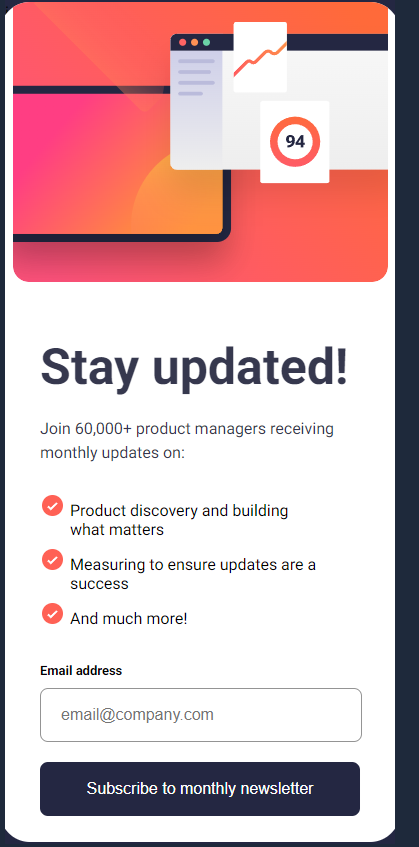 94
Stay updated!
Join 60,000+ product managers receiving
monthly updates on:
Product discovery and building
what matters
Measuring to ensure updates are a
success
And much more!
Email address
email@company.com
Subscribe to monthly newsletter